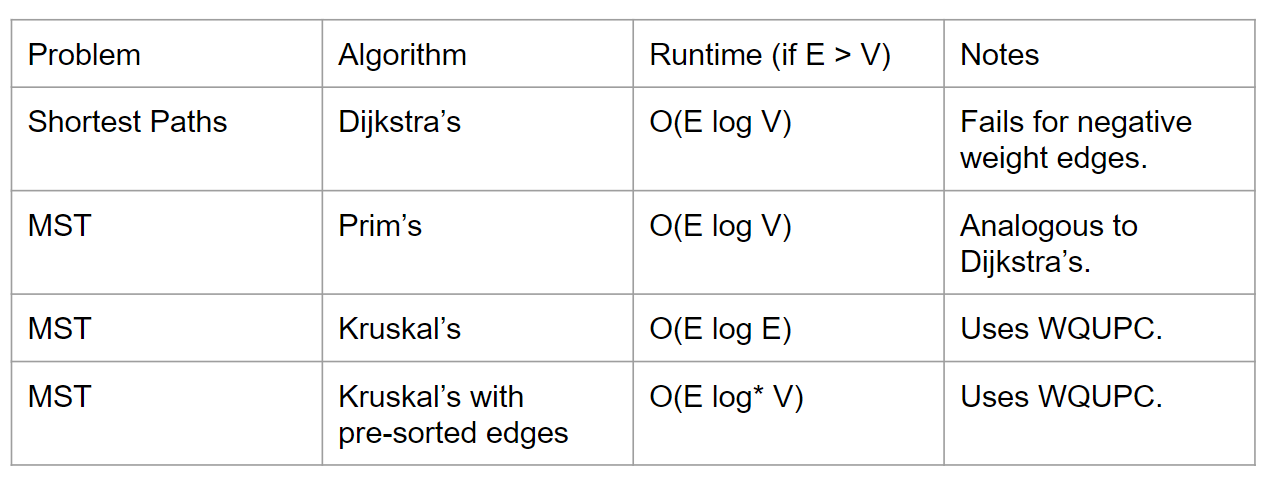 Problem Algorithm Runtime (if E > V) Notes
Shortest Paths Dijkstra’s O(E log V) Fails for negative
weight edges.
MST Prim’s O(E log V) Analogous to
Dijkstra’s.
MST Kruskal’s O(E log E) Uses WQUPC.
MST Kruskal’s with O(E log* V) Uses WQUPC.
pre-sorted edges